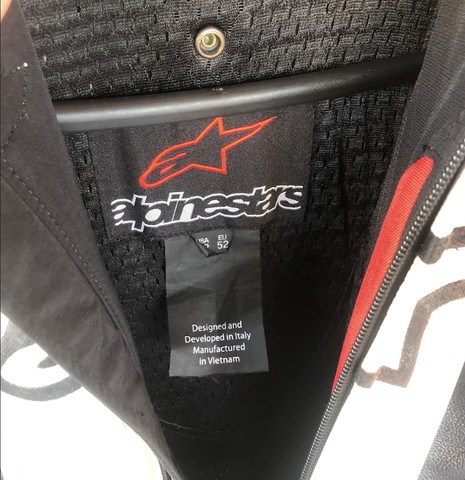 alpinestars
USA EU
52
Designed and
Developed in Italy
Manufactured
in Vietnam